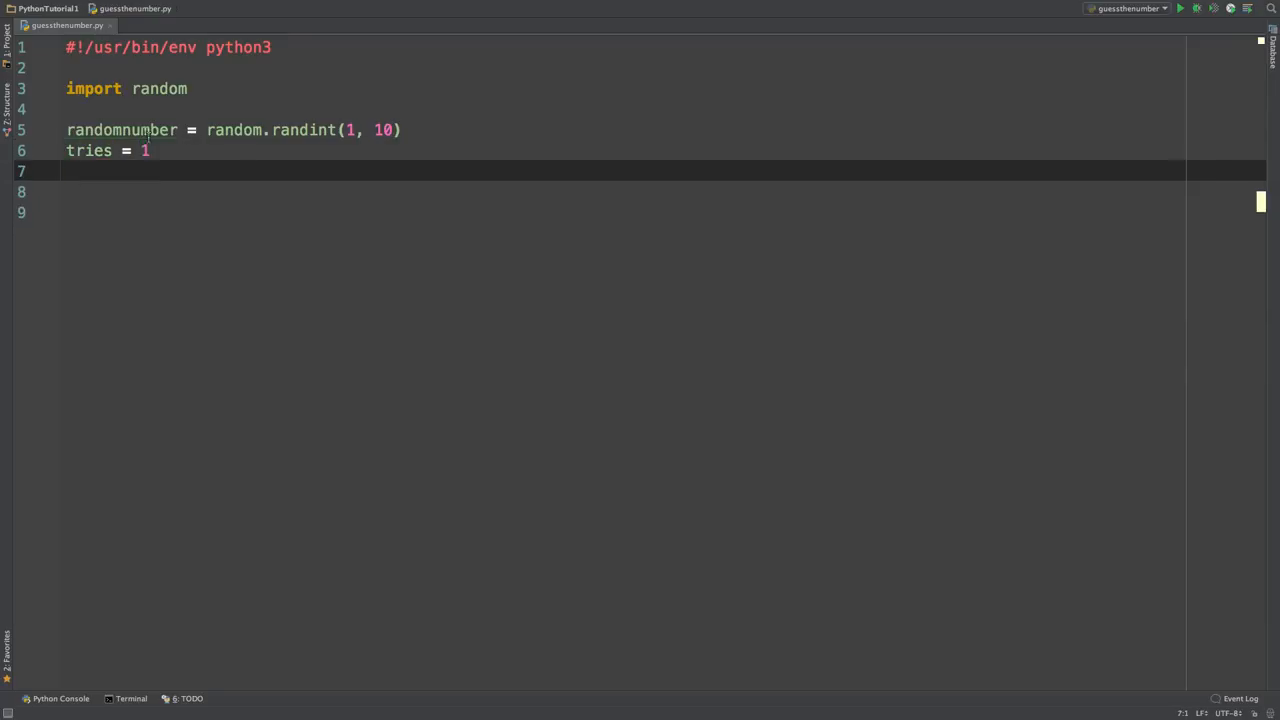 PythonTutorial1 guessthenumber.py guessthenumber
guessthenumber.py
1: Project
Z: Structure
2: Favorites
Database
1 #!/usr/bin/env python3
2
3 import random
4
5 randomnumber = random.randint(1, 10)
6 tries = 1
7
8
9
Python Console Terminal 6: TODO Event Log
7:1 LF÷ UTF-8÷